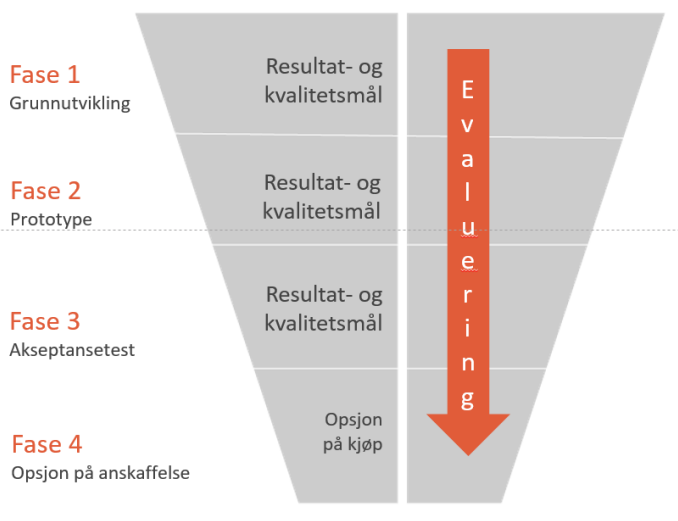 Fase 1
Grunnutvikling
Resultat- og
kvalitetsmål
Fase 2
Prototype
Resultat- og
kvalitetsmål
Fase 3
Akseptansetest
Resultat- og
kvalitetsmål
Fase 4
Opsjon på anskaffelse
Opsjon
på kjøp
Evaluering